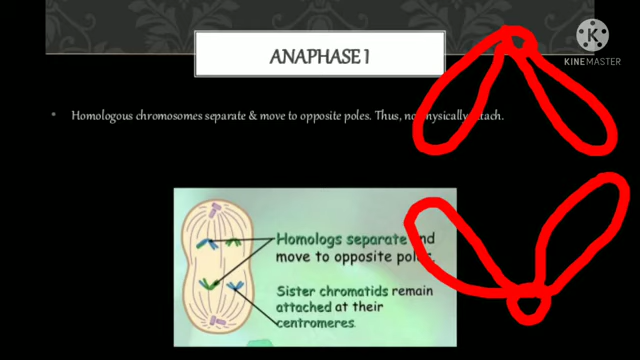 ANAPHASE I
K
KINEMASTER
• Homologous chromosomes separate & move to opposite poles. Thus, no physically attach.
Homologs separate and
move to opposite poles.
Sister chromatids remain
attached at their
centromeres